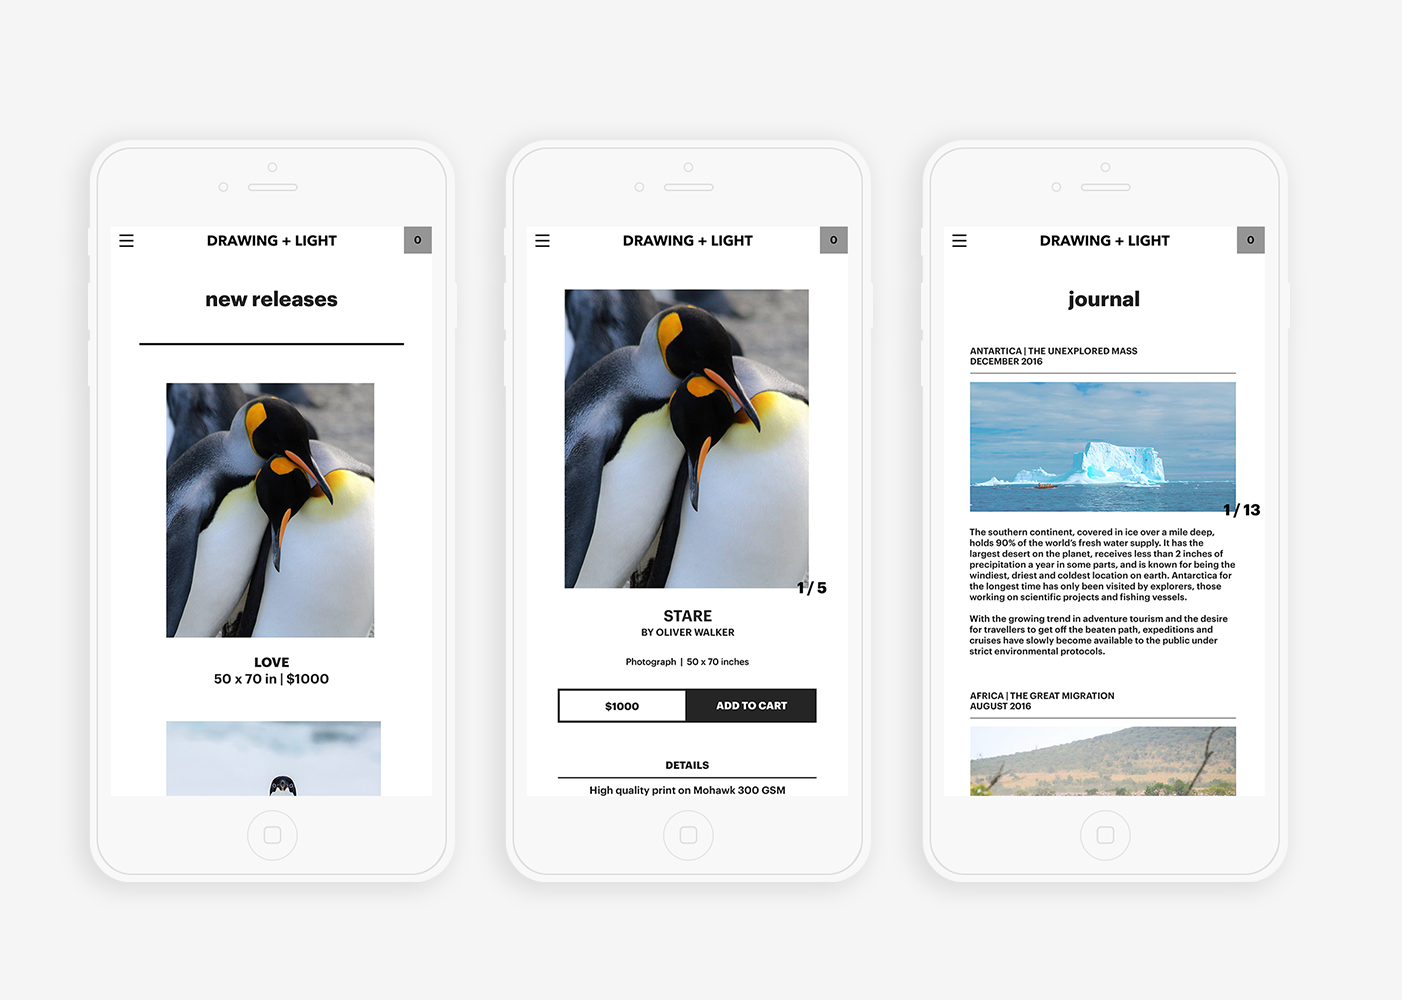 DRAWING + LIGHT
0
new releases
LOVE
50 x 70 in | $1000
DRAWING + LIGHT
0
1 / 5
STARE
BY OLIVER WALKER
Photograph | 50 x 70 inches
$1000
ADD TO CART
DETAILS
High quality print on Mohawk 300 GSM
DRAWING + LIGHT
0
journal
ANTARTICA | THE UNEXPLORED MASS
DECEMBER 2016
1 / 13
The southern continent, covered in ice over a mile deep,
holds 90% of the world's fresh water supply. It has the
largest desert on the planet, receives less than 2 inches of
precipitation a year in some parts, and is known for being the
windiest, driest and coldest location on earth. Antarctica for
the longest time has only been visited by explorers, those
working on scientific projects and fishing vessels.
With the growing trend in adventure tourism and the desire
for travellers to get off the beaten path, expeditions and
cruises have slowly become available to the public under
strict environmental protocols.
AFRICA | THE GREAT MIGRATION
AUGUST 2016